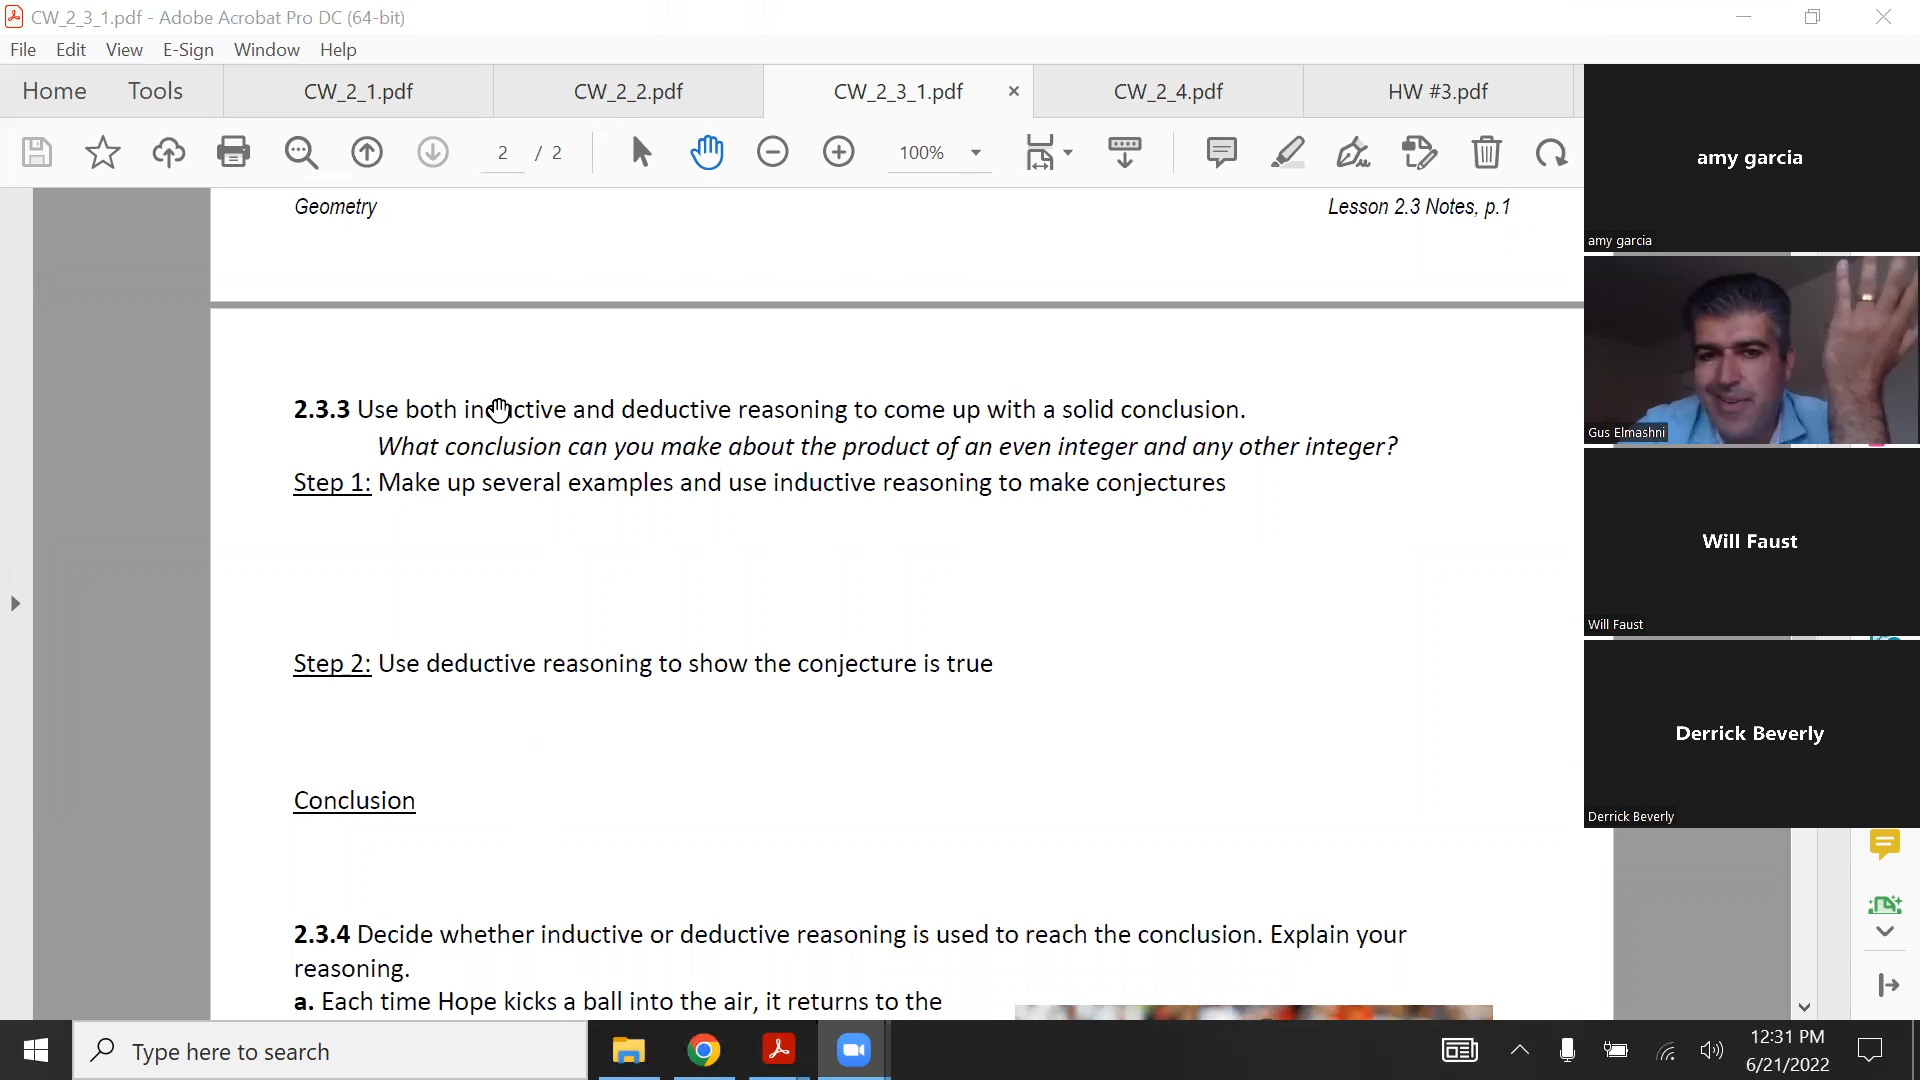 CW_2_3_1.pdf - Adobe Acrobat Pro DC (64-bit)
File Edit View E-Sign Window Help
Home Tools CW_2_1.pdf CW_2_2.pdf CW_2_3_1.pdf CW_2_4.pdf HW #3.pdf
2 / 2 100%
Geometry Lesson 2.3 Notes, p.1
2.3.3 Use both inductive and deductive reasoning to come up with a solid conclusion.
What conclusion can you make about the product of an even integer and any other integer?
Step 1: Make up several examples and use inductive reasoning to make conjectures
Step 2: Use deductive reasoning to show the conjecture is true
Conclusion
2.3.4 Decide whether inductive or deductive reasoning is used to reach the conclusion. Explain your
reasoning.
a. Each time Hope kicks a ball into the air, it returns to the
amy garcia
amy garcia
Gus Elmashni
Will Faust
Will Faust
Derrick Beverly
Derrick Beverly
Type here to search
12:31 PM
6/21/2022